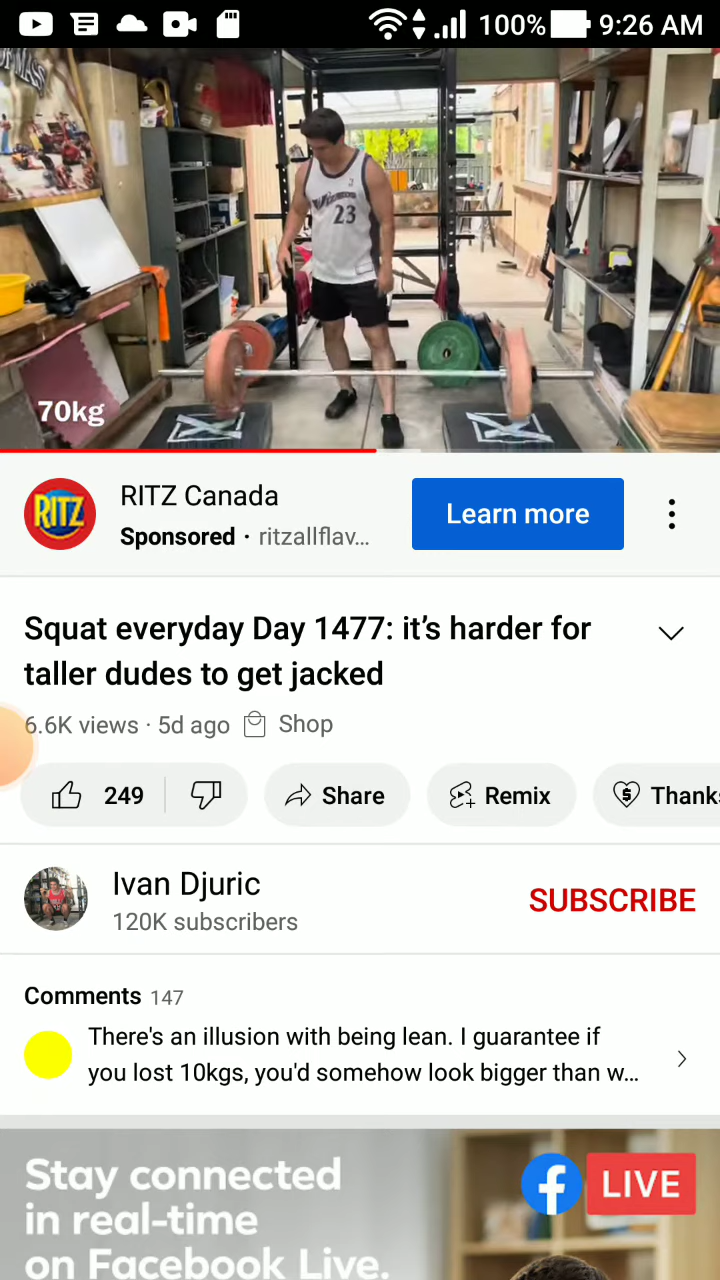 100%
9:26 AM
23
70kg
RITZ
RITZ Canada
Sponsored · ritzallflav...
Learn more
Squat everyday Day 1477: it's harder for
taller dudes to get jacked
6.6K views · 5d ago
Shop
249
Share
Remix
Thanks
Ivan Djuric
120K subscribers
SUBSCRIBE
Comments 147
There's an illusion with being lean. I guarantee if
you lost 10kgs, you'd somehow look bigger than w...
Stay connected
in real-time
on Facebook Live.
f LIVE